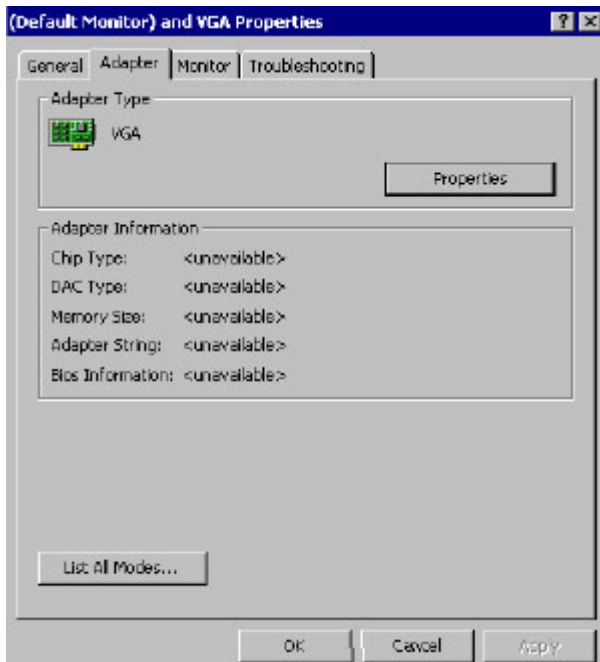 (Default Monitor) and VGA Properties
General Adapter Monitor Troubleshooting
Adapter Type
VGA
Properties
Adapter Information
Chip Type: <unavailable>
DAC Type: <unavailable>
Memory Size: <unavailable>
Adapter String: <unavailable>
Bios Information: <unavailable>
List All Modes...
OK Cancel Apply